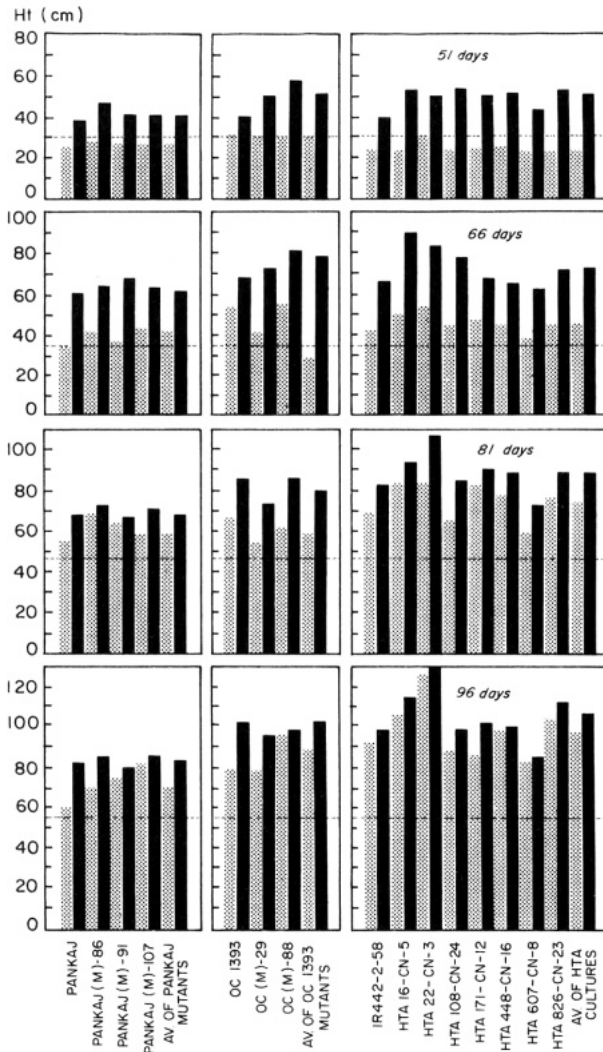 Ht (cm)
80
60
40
20
0
51 days
100
80
60
40
20
0
66 days
100
80
60
40
20
0
81 days
120
100
80
60
40
20
0
96 days
PANKAJ
PANKAJ (M)-86
PANKAJ (M)-91
PANKAJ (M)-107
AV. OF PANKAJ
MUTANTS
OC 1393
OC (M)-29
OC (M)-88
AV. OF OC 1393
MUTANTS
IR442-2-58
HTA 16-CN-5
HTA 22-CN-3
HTA 108-CN-24
HTA 171-CN-12
HTA 448-CN-16
HTA 607-CN-8
HTA 826-CN-23
AV. OF HTA
CULTURES